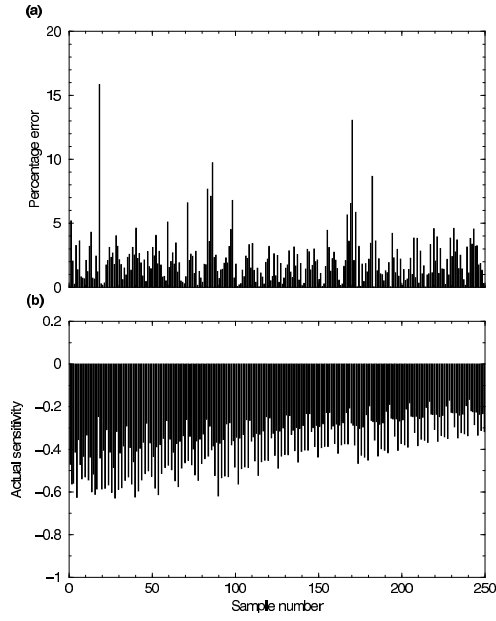 (a)
20
15
10
5
0
Percentage error
(b)
0.2
0
−0.2
−0.4
−0.6
−0.8
−1
Actual sensitivity
0 50 100 150 200 250
Sample number